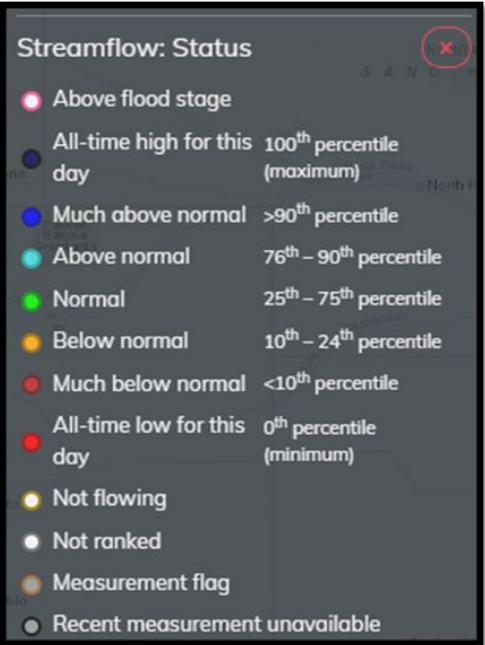 Streamflow: Status
Above flood stage
All-time high for this day 100th percentile (maximum)
Much above normal >90th percentile
Above normal 76th – 90th percentile
Normal 25th – 75th percentile
Below normal 10th – 24th percentile
Much below normal <10th percentile
All-time low for this day 0th percentile (minimum)
Not flowing
Not ranked
Measurement flag
Recent measurement unavailable